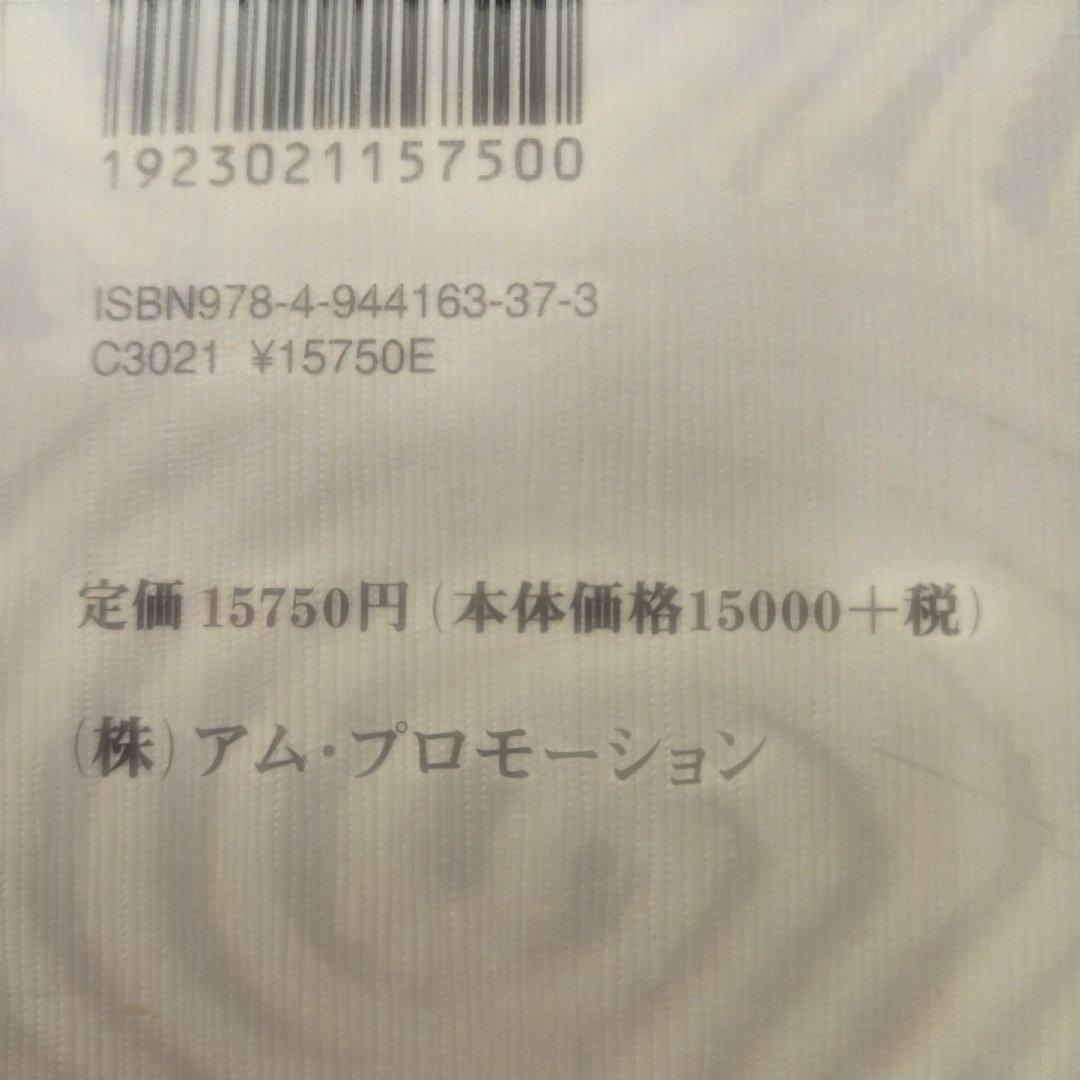 1923021157500
ISBN978-4-944163-37-3
C3021 ¥15750E
定価 15750円 (本体価格15000+税)
(株) アム・プロモーション